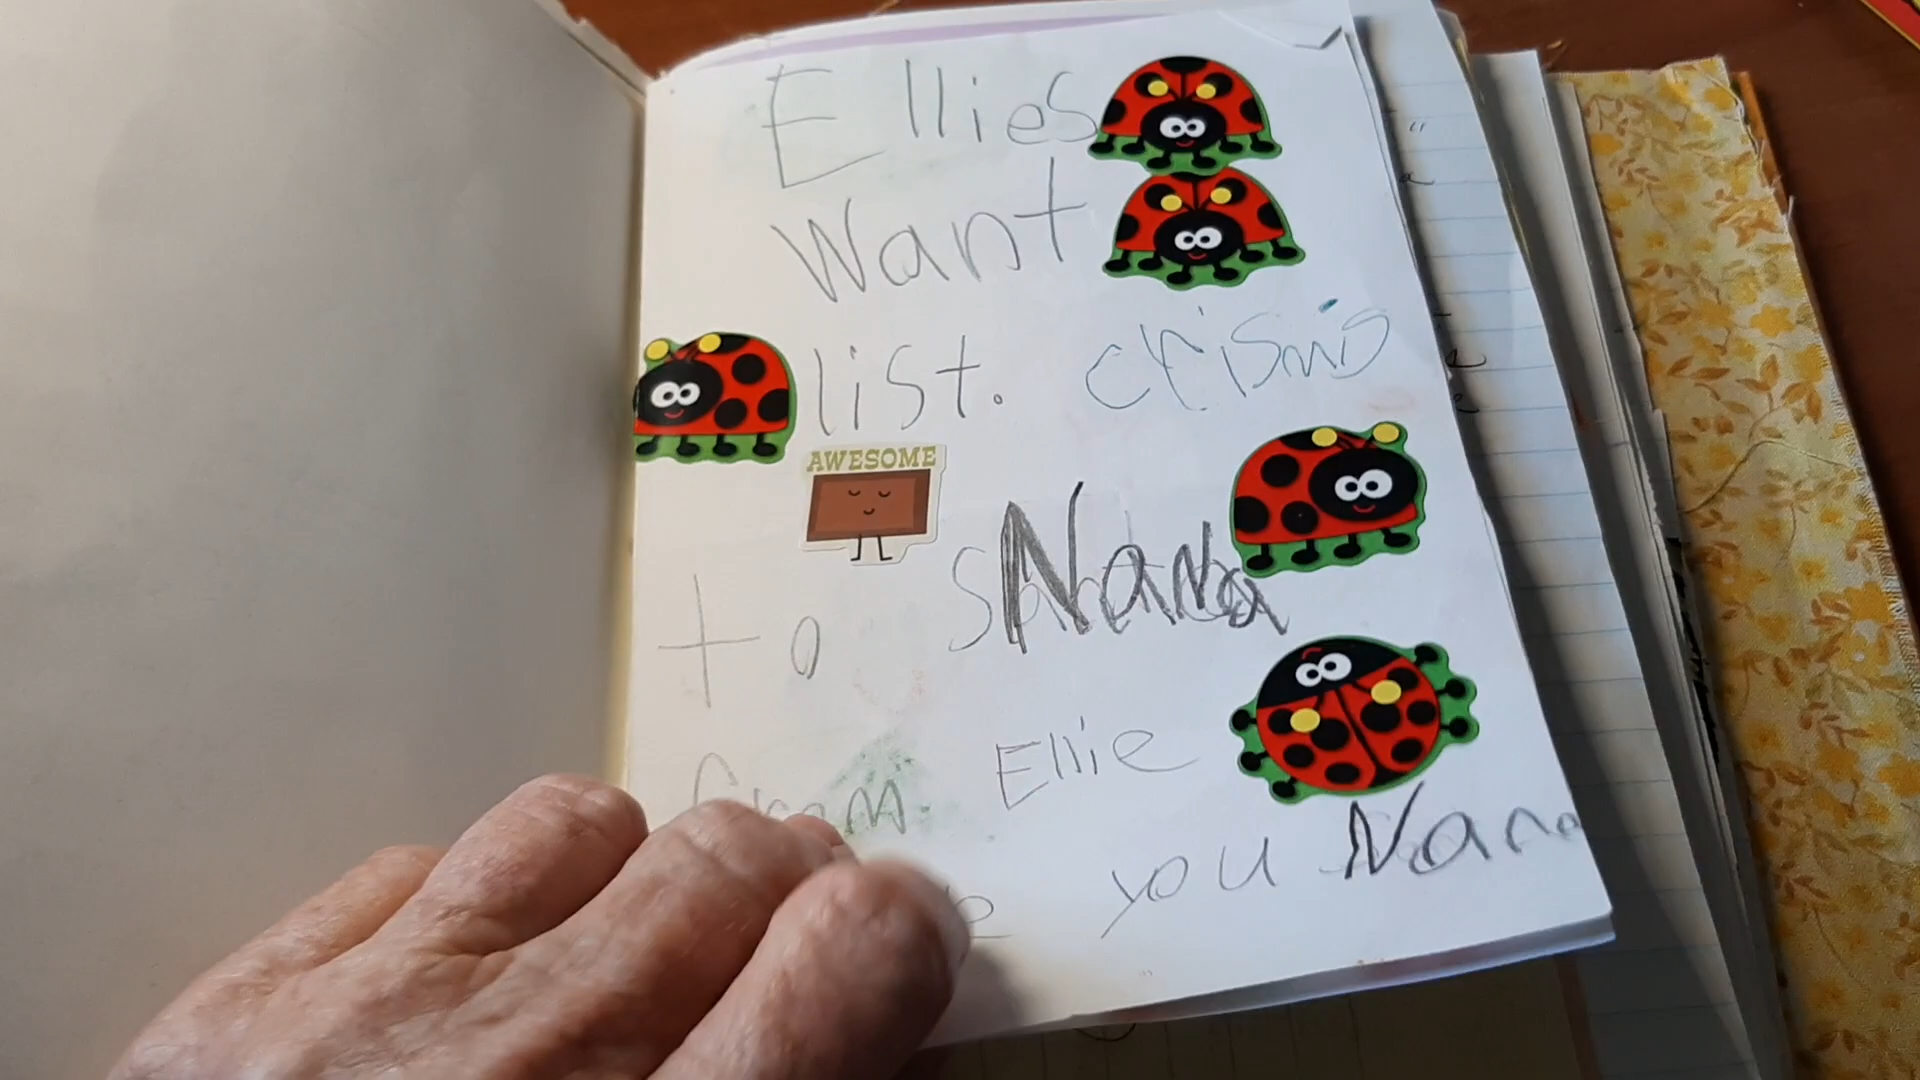 Ellies
want
list. crismis
AWESOME
to Nana
from Ellie
you Nana